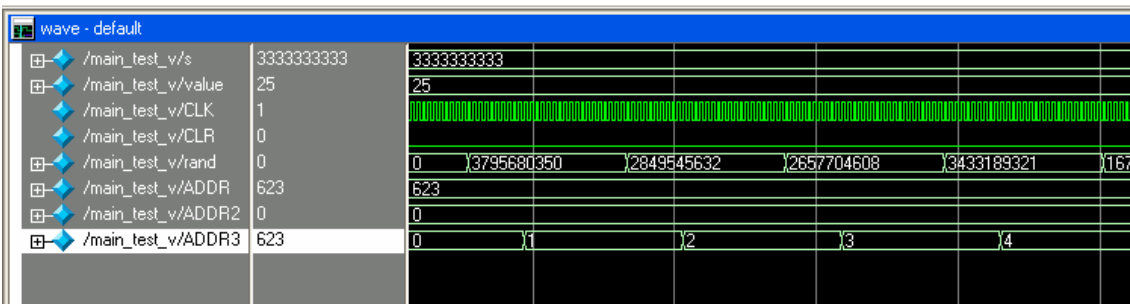 wave - default
/main_test_v/s 3333333333 3333333333
/main_test_v/value 25 25
/main_test_v/CLK 1
/main_test_v/CLR 0
/main_test_v/rand 0 0 3795680350 2849545632 2657704608 3433189321 167
/main_test_v/ADDR 623 623
/main_test_v/ADDR2 0 0
/main_test_v/ADDR3 623 0 1 2 3 4